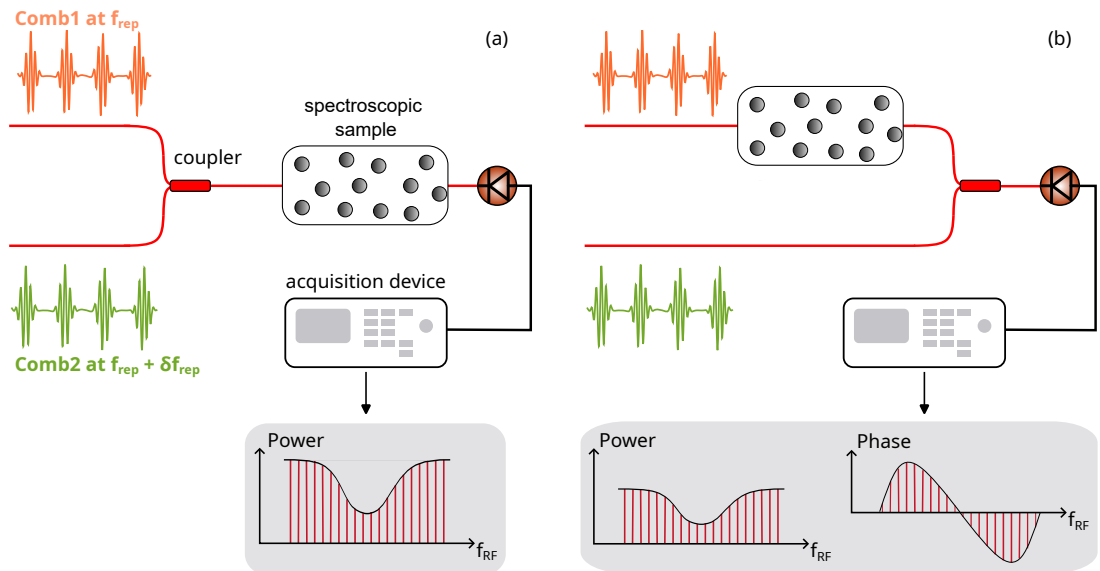 Comb1 at frep
(a)
(b)
spectroscopic
sample
coupler
acquisition device
Comb2 at frep + δfrep
Power
fRF
Power
fRF
Phase
fRF